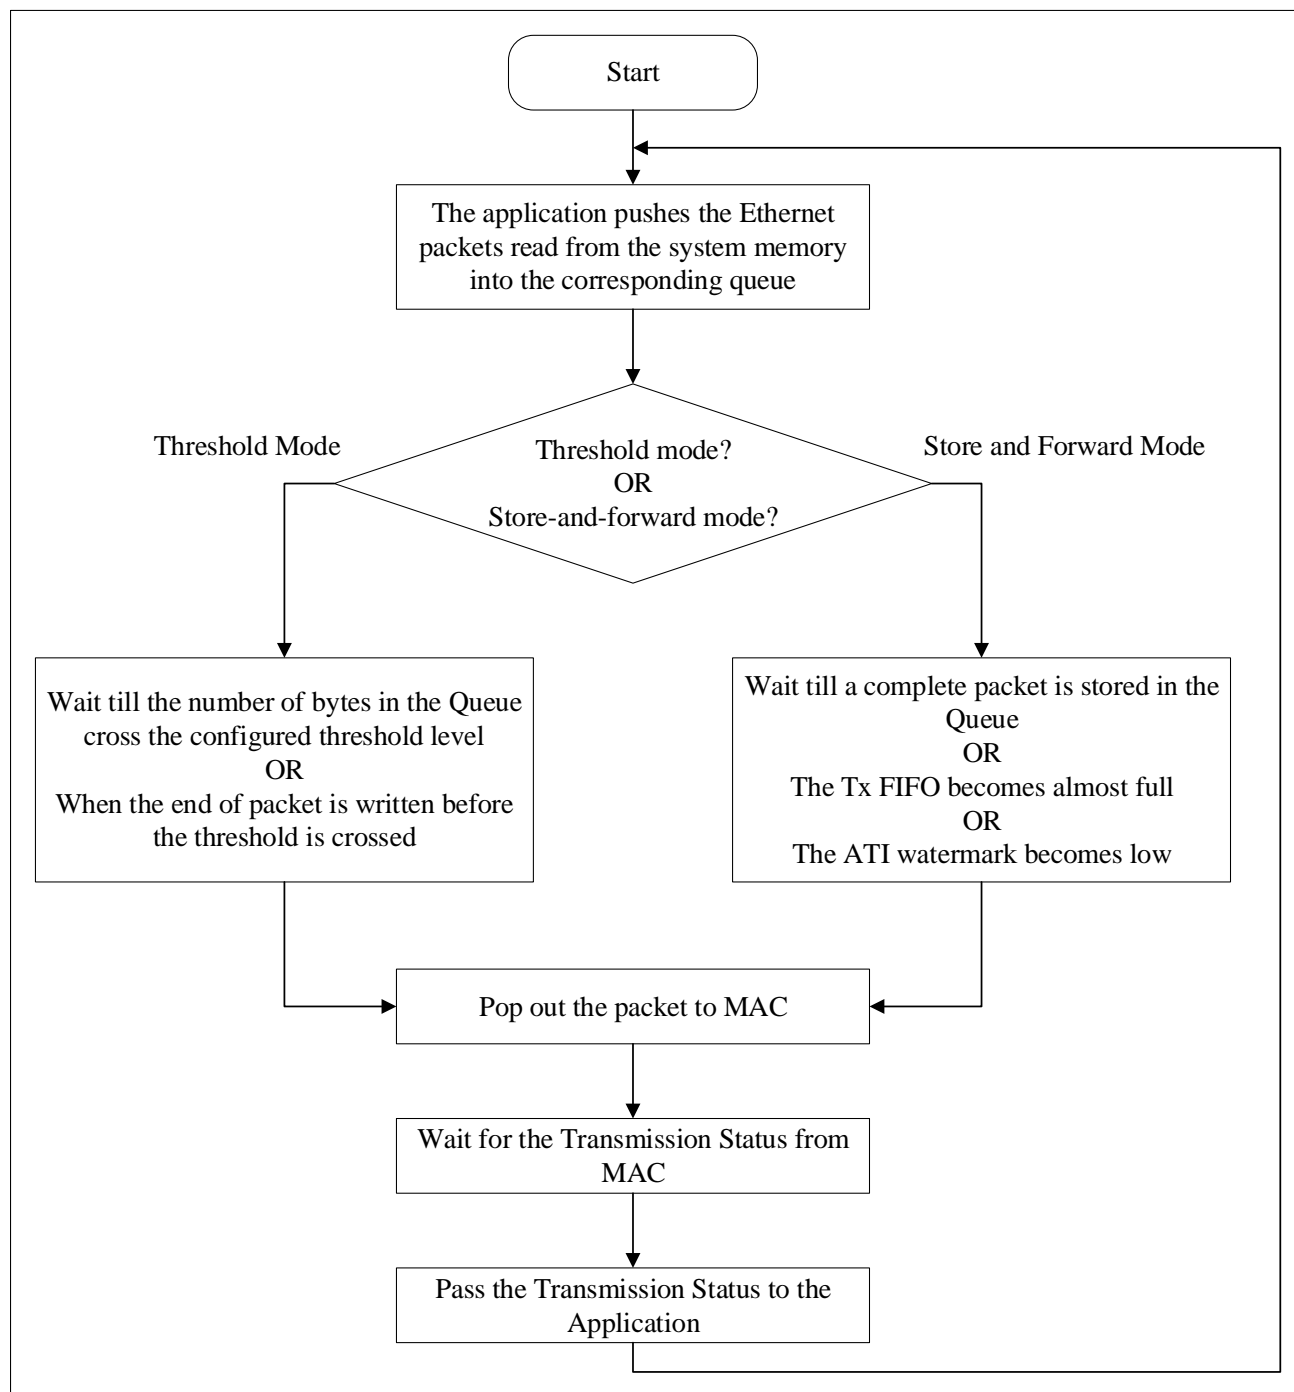 Start
The application pushes the Ethernet
packets read from the system memory
into the corresponding queue
Threshold Mode
Threshold mode?
OR
Store-and-forward mode?
Store and Forward Mode
Wait till the number of bytes in the Queue
cross the configured threshold level
OR
When the end of packet is written before
the threshold is crossed
Wait till a complete packet is stored in the
Queue
OR
The Tx FIFO becomes almost full
OR
The ATI watermark becomes low
Pop out the packet to MAC
Wait for the Transmission Status from
MAC
Pass the Transmission Status to the
Application